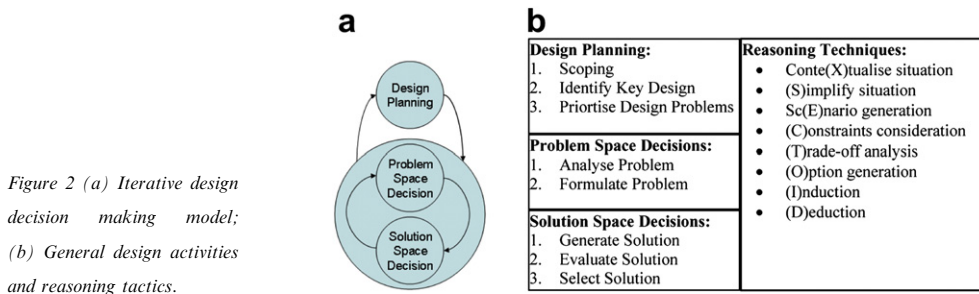 a
Design
Planning
Problem
Space
Decision
Solution
Space
Decision
b
Design Planning:
1. Scoping
2. Identify Key Design
3. Priortise Design Problems
Problem Space Decisions:
1. Analyse Problem
2. Formulate Problem
Solution Space Decisions:
1. Generate Solution
2. Evaluate Solution
3. Select Solution
Reasoning Techniques:
• Conte(X)tualise situation
• (S)implify situation
• Sc(E)nario generation
• (C)onstraints consideration
• (T)rade-off analysis
• (O)ption generation
• (I)nduction
• (D)eduction
Figure 2 (a) Iterative design
decision making model;
(b) General design activities
and reasoning tactics.